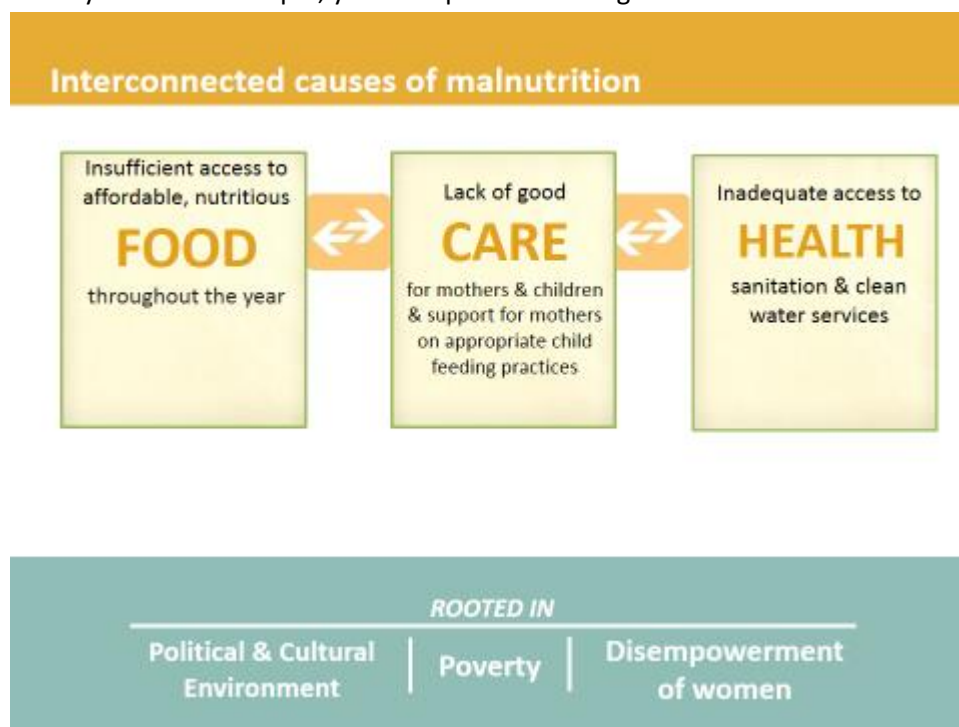 Interconnected causes of malnutrition
Insufficient access to
affordable, nutritious
FOOD
throughout the year
Lack of good
CARE
for mothers & children
& support for mothers
on appropriate child
feeding practices
Inadequate access to
HEALTH
sanitation & clean
water services
ROOTED IN
Political & Cultural
Environment
Poverty
Disempowerment
of women